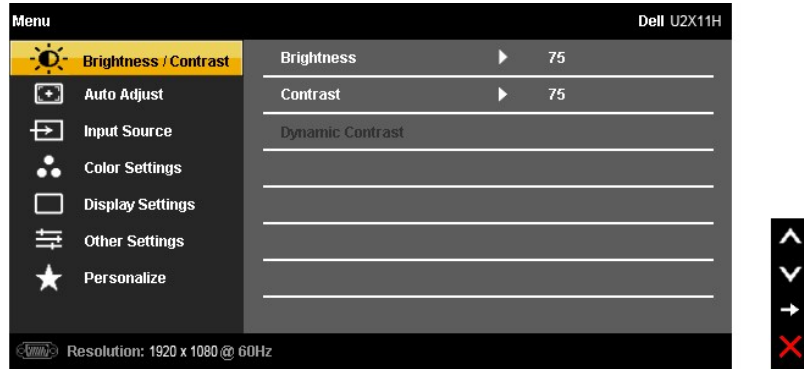 Menu Dell U2X11H
Brightness / Contrast Brightness 75
Auto Adjust Contrast 75
Input Source Dynamic Contrast
Color Settings
Display Settings
Other Settings
Personalize
Resolution: 1920 x 1080 @ 60Hz